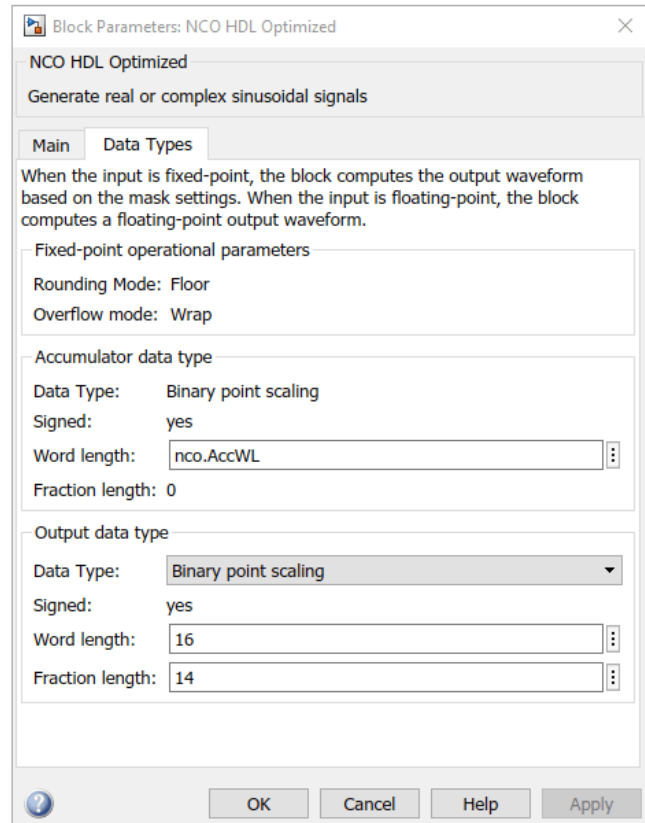 Block Parameters: NCO HDL Optimized
NCO HDL Optimized
Generate real or complex sinusoidal signals
Main Data Types
When the input is fixed-point, the block computes the output waveform
based on the mask settings. When the input is floating-point, the block
computes a floating-point output waveform.
Fixed-point operational parameters
Rounding Mode: Floor
Overflow mode: Wrap
Accumulator data type
Data Type: Binary point scaling
Signed: yes
Word length: nco.AccWL
Fraction length: 0
Output data type
Data Type: Binary point scaling
Signed: yes
Word length: 16
Fraction length: 14
OK Cancel Help Apply